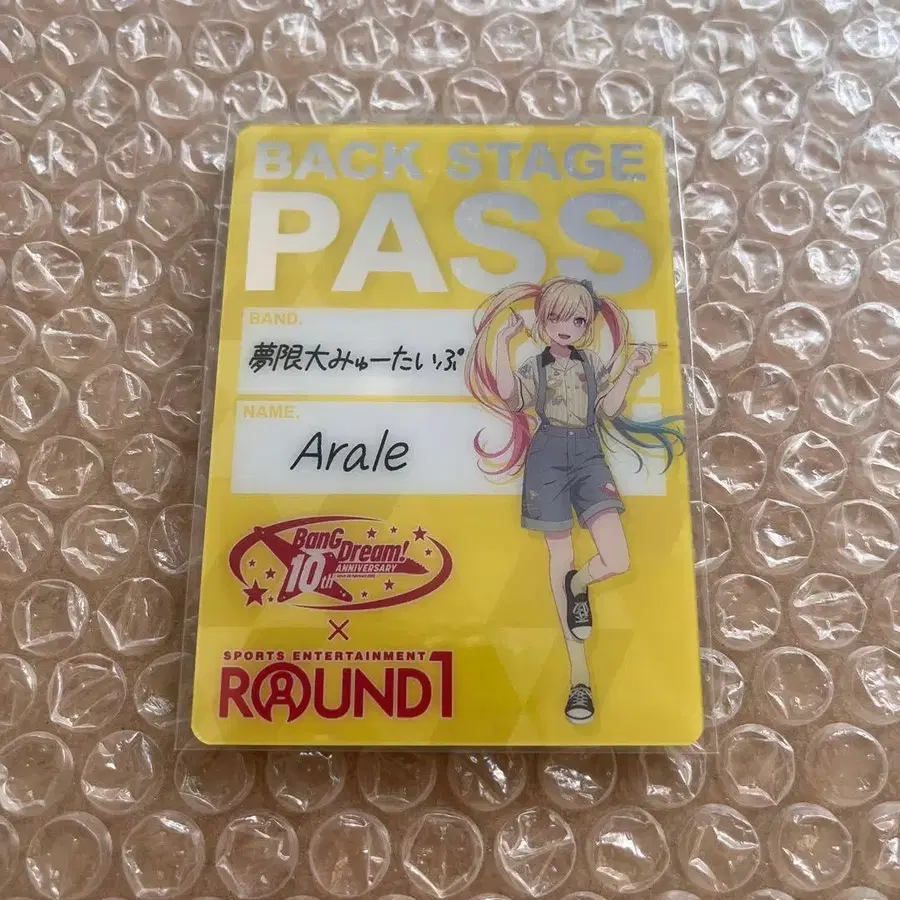 BACK STAGE
PASS
BAND.
夢限大みゅーたいぷ
NAME.
Arale
BanG Dream!
10th
ANNIVERSARY
×
SPORTS ENTERTAINMENT
ROUND1